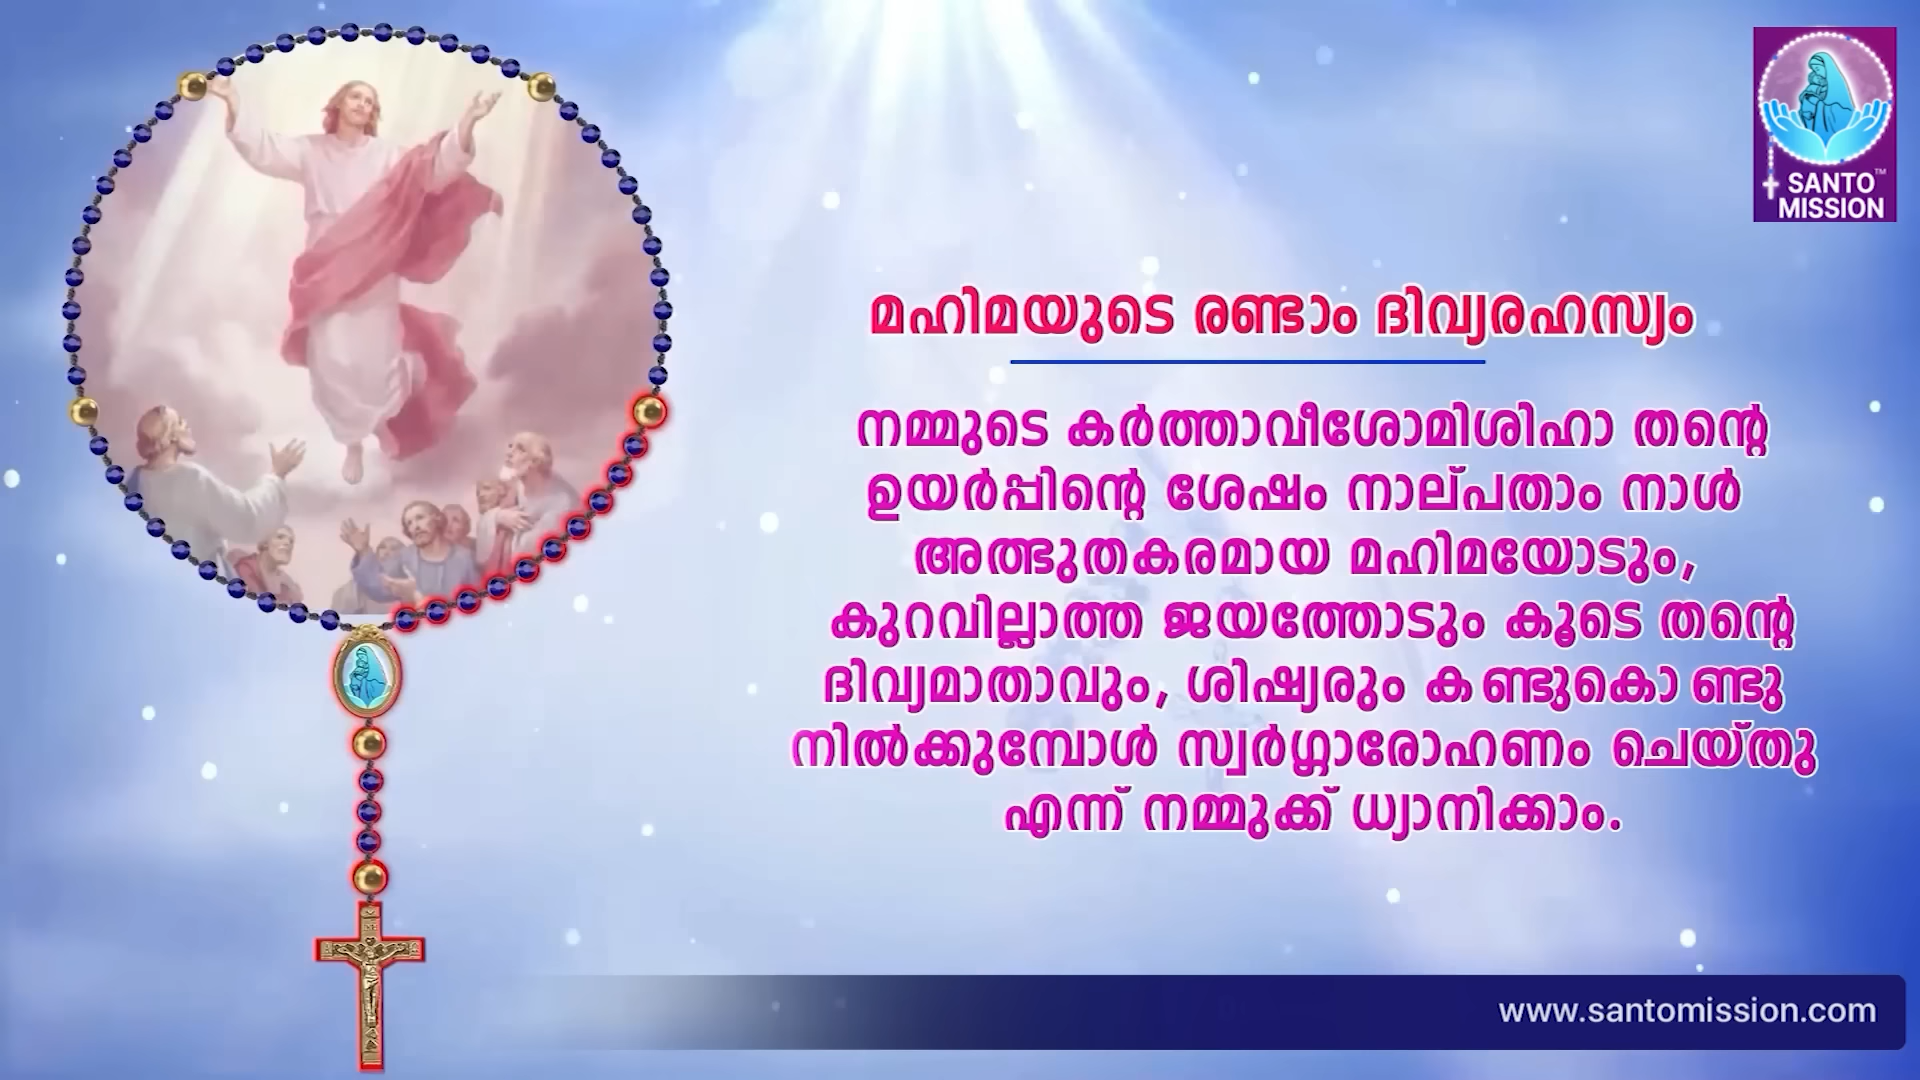 SANTO™
MISSION
മഹിമയുടെ രണ്ടാം ദിവ്യരഹസ്യം
നമ്മുടെ കർത്താവീശോമിശിഹാ തന്റെ
ഉയർപ്പിന്റെ ശേഷം നാല്പതാം നാൾ
അത്ഭുതകരമായ മഹിമയോടും,
കുറവില്ലാത്ത ജയത്തോടും കൂടെ തന്റെ
ദിവ്യമാതാവും, ശിഷ്യരും കണ്ടുകൊണ്ടു
നിൽക്കുമ്പോൾ സ്വർഗ്ഗാരോഹണം ചെയ്തു
എന്ന് നമ്മുക്ക് ധ്യാനിക്കാം.
www.santomission.com